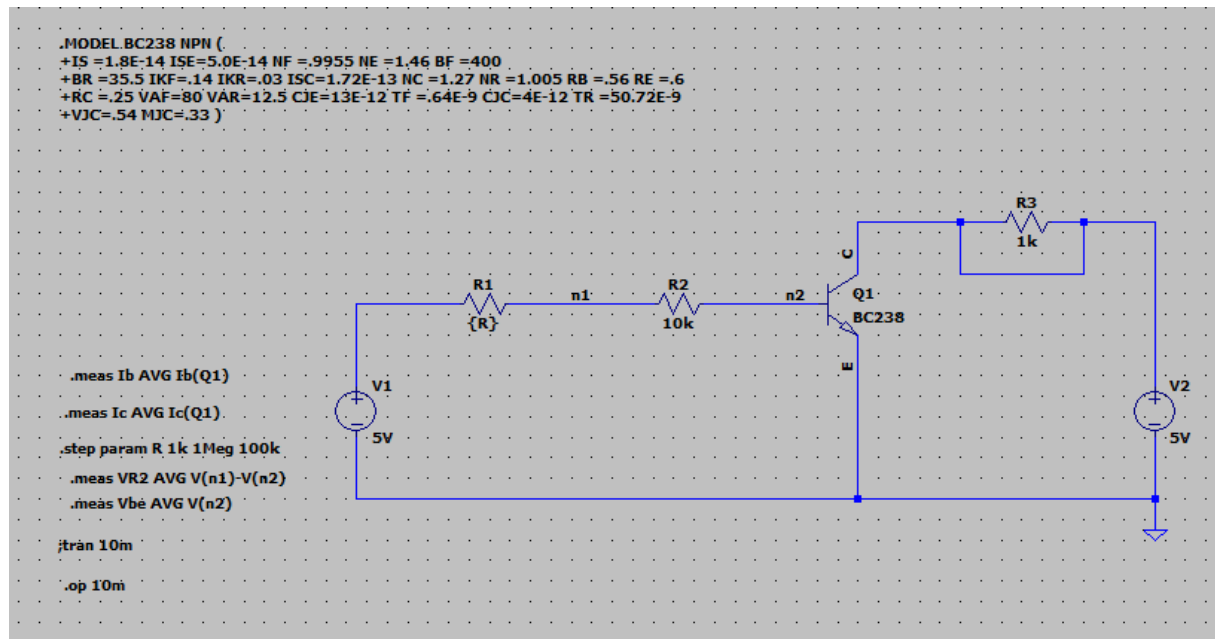 .MODEL BC238 NPN (
+IS =1.8E-14 ISE=5.0E-14 NF =.9955 NE =1.46 BF =400
+BR =35.5 IKF=.14 IKR=.03 ISC=1.72E-13 NC =1.27 NR =1.005 RB =.56 RE =.6
+RC =.25 VAF=80 VAR=12.5 CJE=13E-12 TF =.64E-9 CJC=4E-12 TR =50.72E-9
+VJC=.54 MJC=.33 )
R3
1k
C
R1
{R}
n1
R2
10k
n2
Q1
BC238
E
.meas Ib AVG Ib(Q1)
.meas Ic AVG Ic(Q1)
.step param R 1k 1Meg 100k
.meas VR2 AVG V(n1)-V(n2)
.meas Vbe AVG V(n2)
;tran 10m
.op 10m
V1
5V
V2
5V